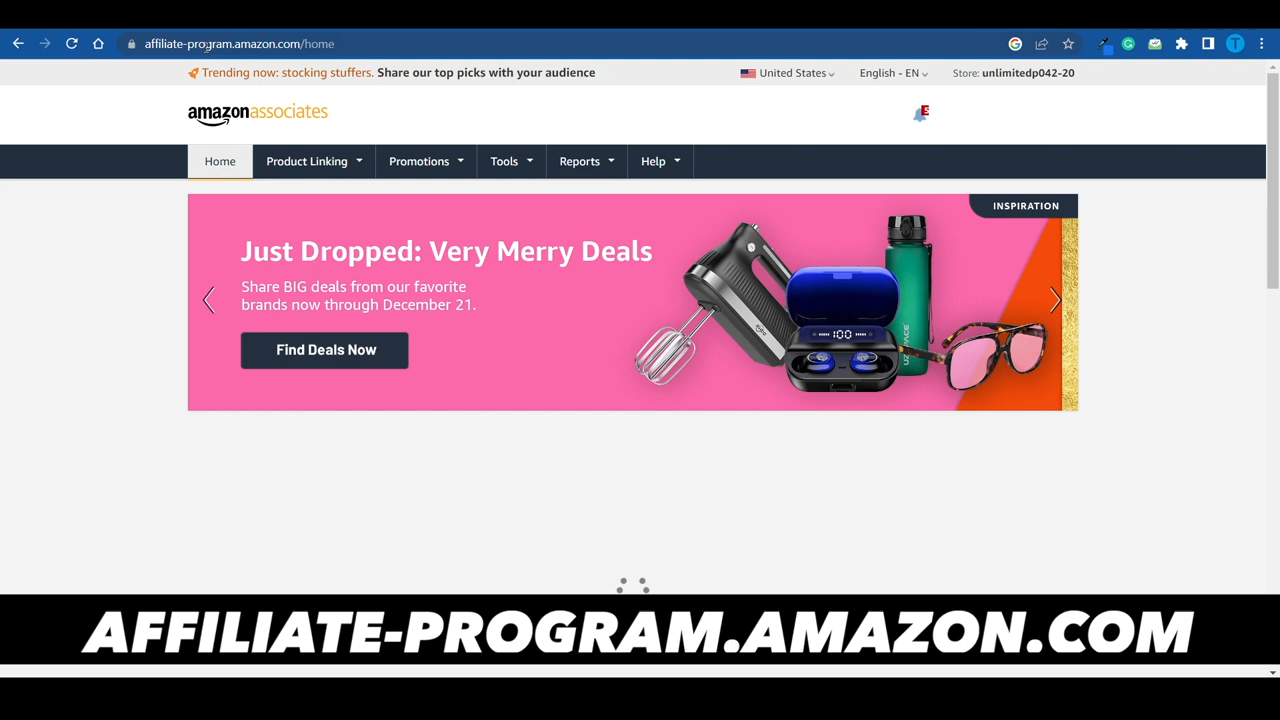 affiliate-program.amazon.com/home
T
Trending now: stocking stuffers. Share our top picks with your audience
United States
English - EN
Store: unlimitedp042-20
amazonassociates
5
Home
Product Linking
Promotions
Tools
Reports
Help
INSPIRATION
Just Dropped: Very Merry Deals
Share BIG deals from our favorite
brands now through December 21.
Find Deals Now
100
AFFILIATE-PROGRAM.AMAZON.COM